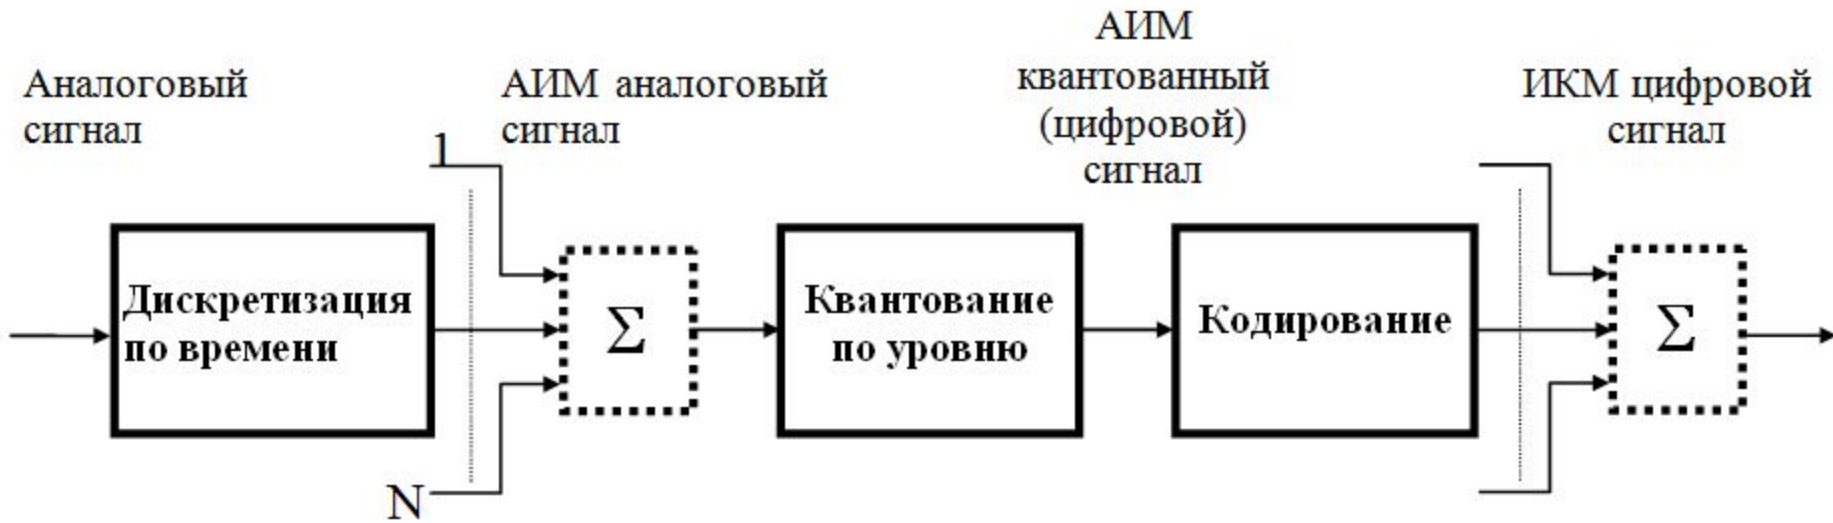 Аналоговый
сигнал
АИМ аналоговый
сигнал
АИМ
квантованный
(цифровой)
сигнал
ИКМ цифровой
сигнал
1
Дискретизация
по времени
Σ
Квантование
по уровню
Кодирование
Σ
N